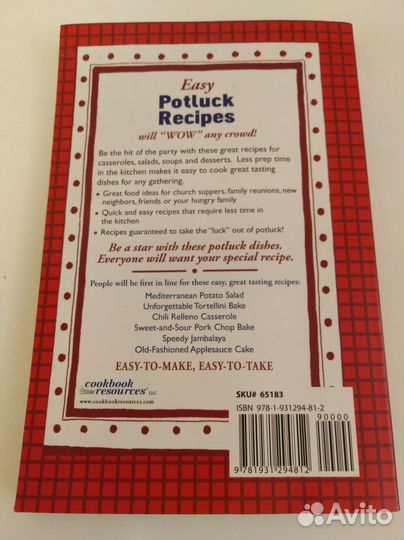 Easy
Potluck
Recipes
will "WOW" any crowd!
Be the hit of the party with these great recipes for
casseroles, salads, soups and desserts. Less prep time
in the kitchen makes it easy to cook great tasting
dishes for any gathering.
• Great food ideas for church suppers, family reunions, new
neighbors, friends or your hungry family
• Quick and easy recipes that require less time in
the kitchen
• Recipes guaranteed to take the "luck" out of potluck!
Be a star with these potluck dishes.
Everyone will want your special recipe.
People will be first in line for these easy, great tasting recipes:
Mediterranean Potato Salad
Unforgettable Tortellini Bake
Chili Relleno Casserole
Sweet-and-Sour Pork Chop Bake
Speedy Jambalaya
Old-Fashioned Applesauce Cake
EASY-TO-MAKE, EASY-TO-TAKE
cookbook
resources LLC
www.cookbookresources.com
SKU# 65183
ISBN 978-1-931294-81-2
90000
9 781931 294812
Avito